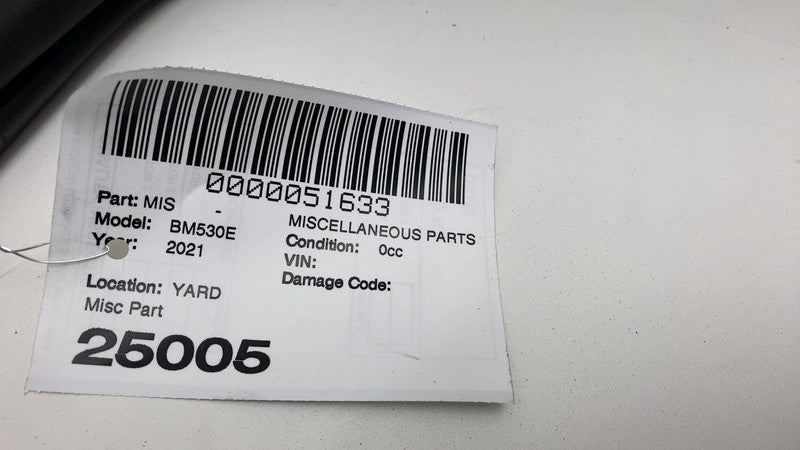 0000051633
Part: MIS - MISCELLANEOUS PARTS
Model: BM530E Condition: 0cc
Year: 2021 VIN:
Damage Code:
Location: YARD
Misc Part
25005